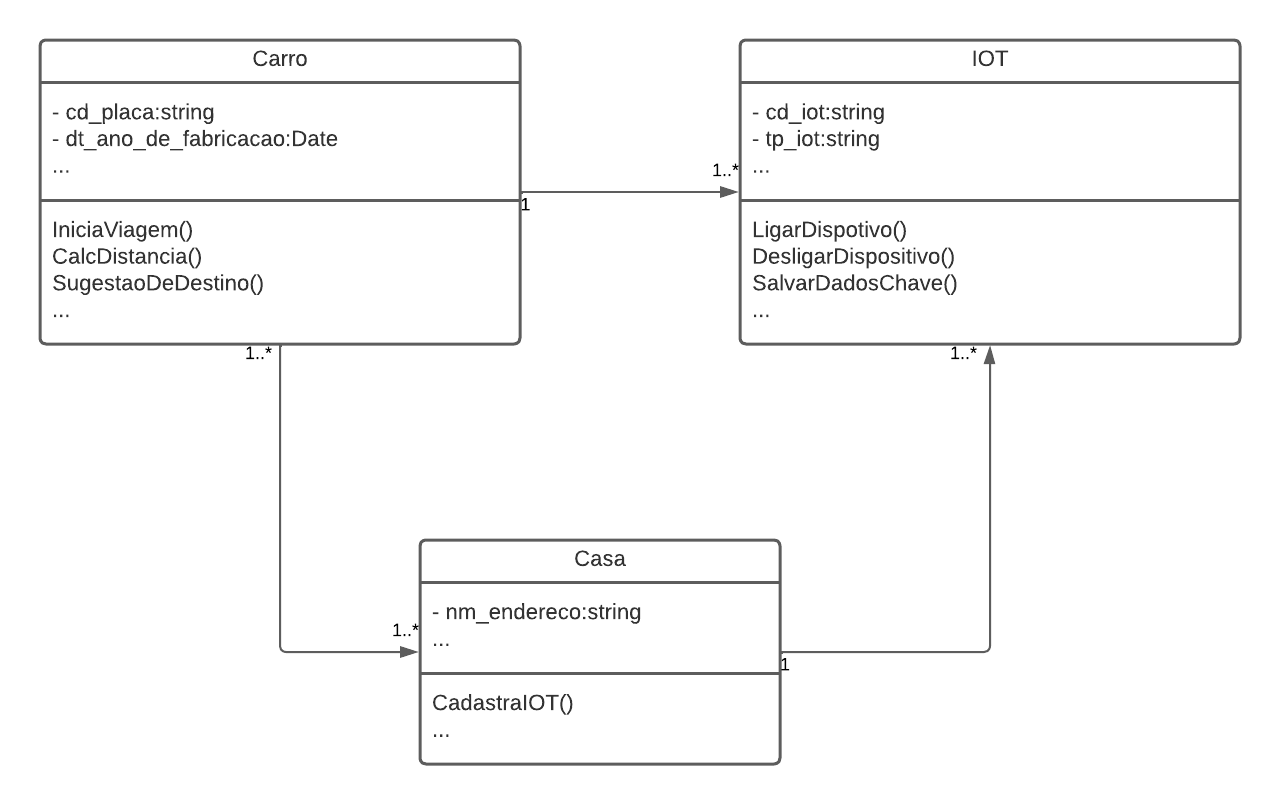 Carro
- cd_placa:string
- dt_ano_de_fabricacao:Date
...
IniciaViagem()
CalcDistancia()
SugestaoDeDestino()
...
1
1..*
IOT
- cd_iot:string
- tp_iot:string
...
LigarDispotivo()
DesligarDispositivo()
SalvarDadosChave()
...
1..*
1..*
1..*
Casa
- nm_endereco:string
...
CadastraIOT()
...
1